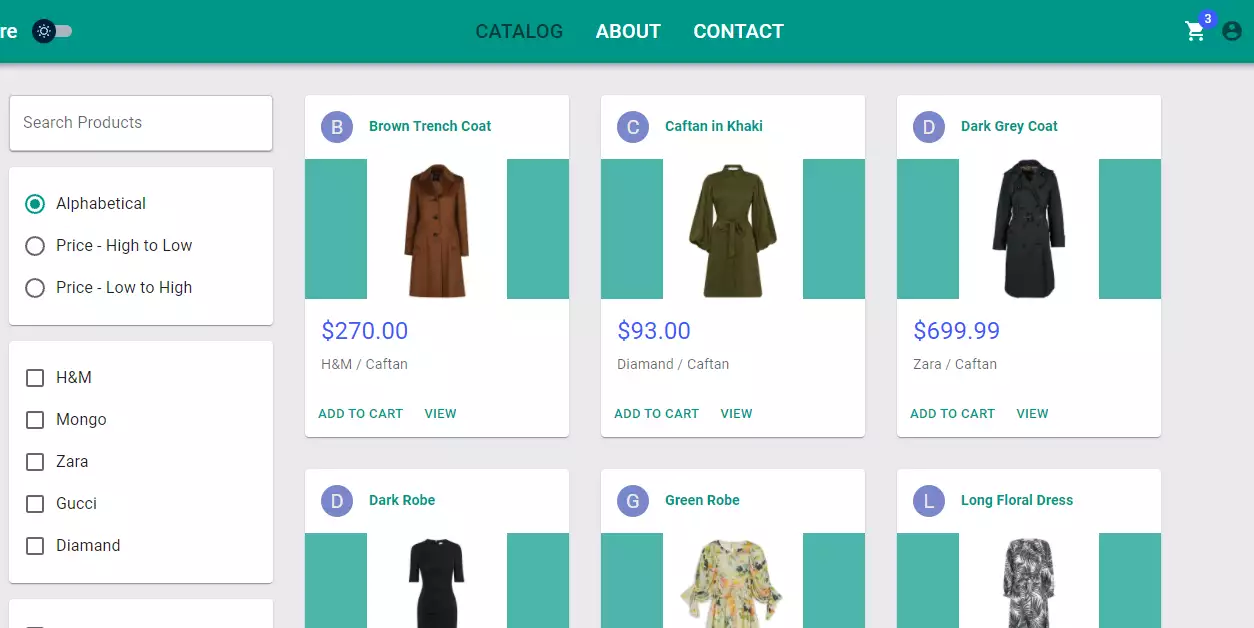 re
CATALOG ABOUT CONTACT
3
Search Products
Alphabetical
Price - High to Low
Price - Low to High
H&M
Mongo
Zara
Gucci
Diamand
B Brown Trench Coat
$270.00
H&M / Caftan
ADD TO CART VIEW
C Caftan in Khaki
$93.00
Diamand / Caftan
ADD TO CART VIEW
D Dark Grey Coat
$699.99
Zara / Caftan
ADD TO CART VIEW
D Dark Robe
G Green Robe
L Long Floral Dress